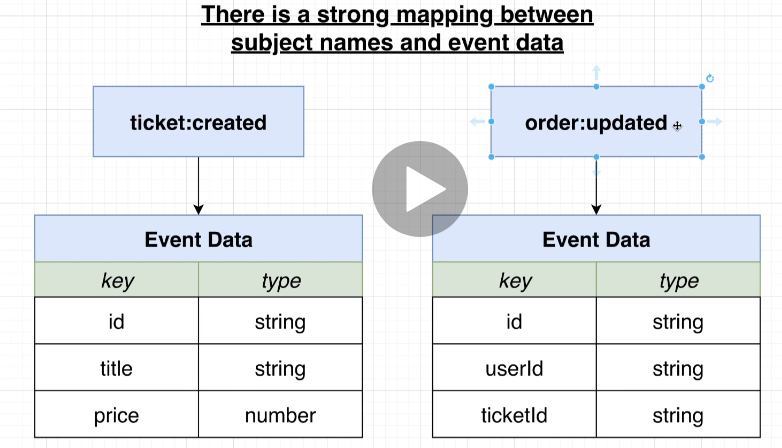 There is a strong mapping between
subject names and event data
ticket:created
order:updated
Event Data
key type
id string
title string
price number
Event Data
key type
id string
userId string
ticketId string